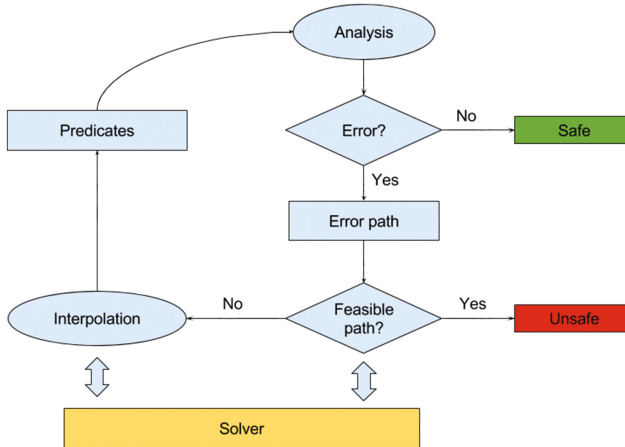 Analysis
Error?
No
Safe
Predicates
Yes
Error path
No
Feasible
path?
Yes
Unsafe
Interpolation
Solver